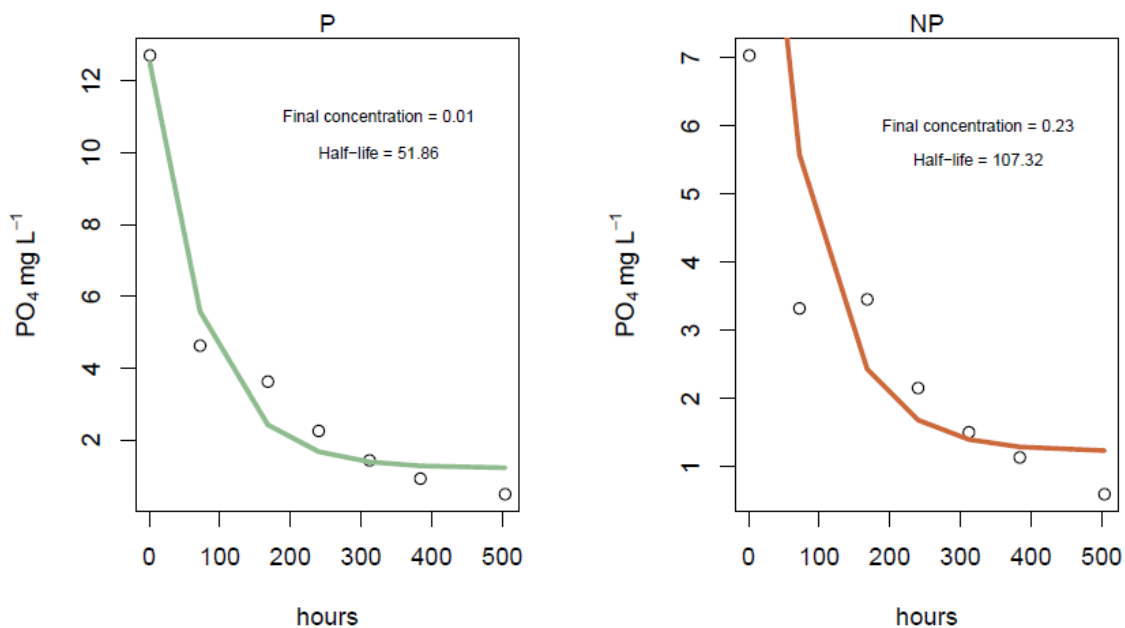 P
12
10
8
6
4
2
PO₄ mg L⁻¹
Final concentration = 0.01
Half−life = 51.86
0 100 200 300 400 500
hours
NP
7
6
5
4
3
2
1
PO₄ mg L⁻¹
Final concentration = 0.23
Half−life = 107.32
0 100 200 300 400 500
hours